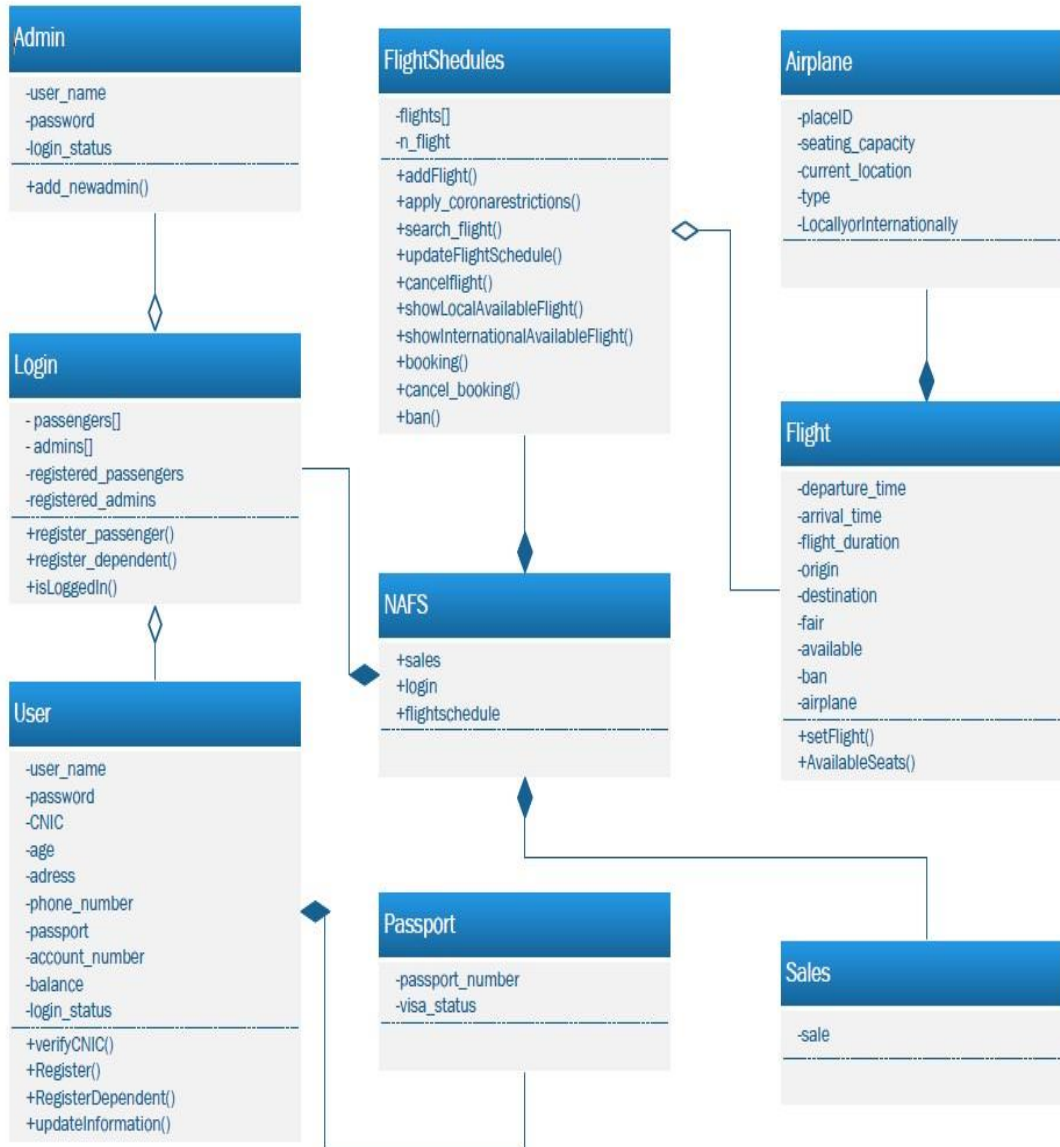 Admin
-user_name
-password
-login_status
+add_newadmin()
FlightShedules
-flights[]
-n_flight
+addFlight()
+apply_coronarestrictions()
+search_flight()
+updateFlightSchedule()
+cancelflight()
+showLocalAvailableFlight()
+showInternationalAvailableFlight()
+booking()
+cancel_booking()
+ban()
Airplane
-placeID
-seating_capacity
-current_location
-type
-LocallyorInternationally
Login
- passengers[]
- admins[]
-registered_passengers
-registered_admins
+register_passenger()
+register_dependent()
+isLoggedIn()
Flight
-departure_time
-arrival_time
-flight_duration
-origin
-destination
-fair
-available
-ban
-airplane
+setFlight()
+AvailableSeats()
NAFS
+sales
+login
+flightschedule
User
-user_name
-password
-CNIC
-age
-adress
-phone_number
-passport
-account_number
-balance
-login_status
+verifyCNIC()
+Register()
+RegisterDependent()
+updateInformation()
Passport
-passport_number
-visa_status
Sales
-sale